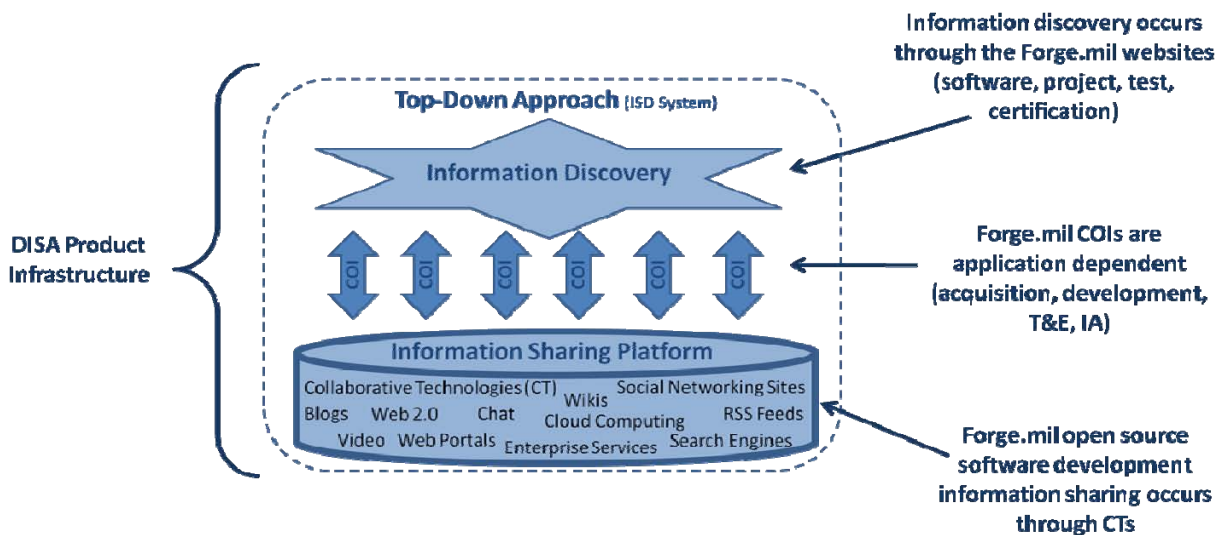 Information discovery occurs
through the Forge.mil websites
(software, project, test,
certification)
Top-Down Approach (ISD System)
Information Discovery
DISA Product
Infrastructure
COI COI COI COI COI COI
Forge.mil COIs are
application dependent
(acquisition, development,
T&E, IA)
Information Sharing Platform
Collaborative Technologies (CT) Wikis Social Networking Sites
Blogs Web 2.0 Chat Cloud Computing RSS Feeds
Video Web Portals Enterprise Services Search Engines
Forge.mil open source
software development
information sharing occurs
through CTs